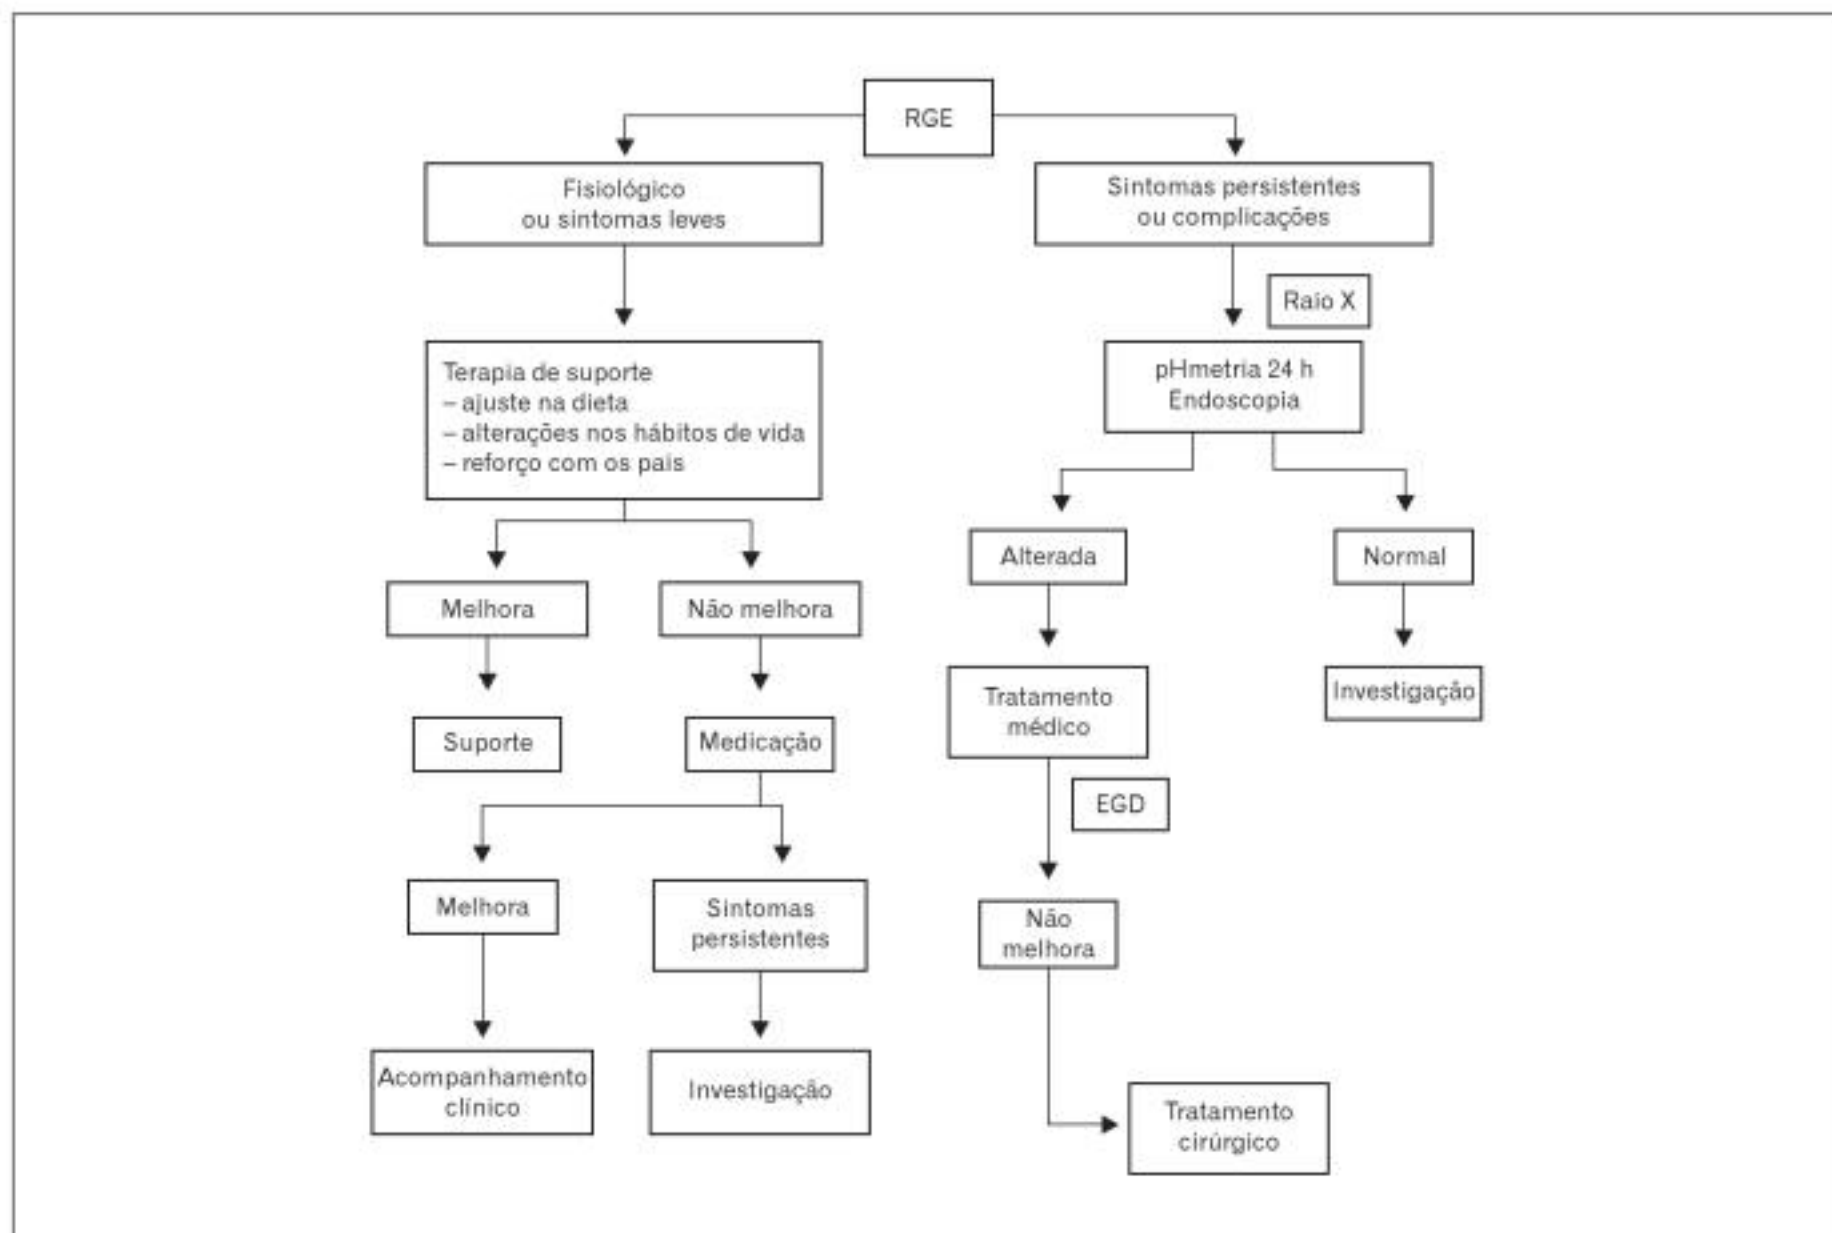 RGE
Fisiológico
ou sintomas leves
Terapia de suporte
– ajuste na dieta
– alterações nos hábitos de vida
– reforço com os pais
Melhora
Não melhora
Suporte
Medicação
Melhora
Sintomas
persistentes
Acompanhamento
clínico
Investigação
Sintomas persistentes
ou complicações
Raio X
pHmetria 24 h
Endoscopia
Alterada
Normal
Tratamento
médico
Investigação
EGD
Não
melhora
Tratamento
cirúrgico